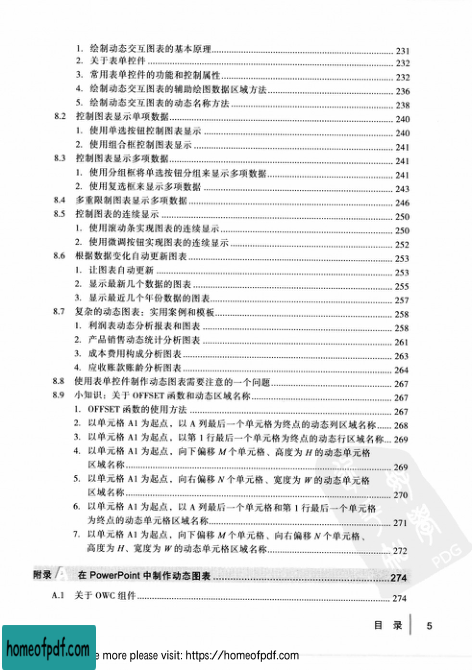 1. 绘制动态交互图表的基本原理 231
2. 关于表单控件 232
3. 常用表单控件的功能和控制属性 232
4. 绘制动态交互图表的辅助绘图数据区域方法 236
5. 绘制动态交互图表的动态名称方法 238
8.2 控制图表显示单项数据 240
1. 使用单选按钮控制图表显示 240
2. 使用组合框控制图表显示 241
8.3 控制图表显示多项数据 241
1. 使用分组框将单选按钮分组来显示多项数据 241
2. 使用复选框来显示多项数据 243
8.4 多重限制图表显示多项数据 246
8.5 控制图表的连续显示 250
1. 使用滚动条实现图表的连续显示 250
2. 使用微调按钮实现图表的连续显示 252
8.6 根据数据变化自动更新图表 253
1. 让图表自动更新 253
2. 显示最新几个数据的图表 255
3. 显示最近几个年份数据的图表 257
8.7 复杂的动态图表：实用案例和模板 258
1. 利润表动态分析报表和图表 258
2. 产品销售动态统计分析图表 261
3. 成本费用构成分析图表 263
4. 应收账款账龄分析图表 264
8.8 使用表单控件制作动态图表需要注意的一个问题 267
8.9 小知识：关于 OFFSET 函数和动态区域名称 267
1. OFFSET 函数的使用方法 267
2. 以单元格 A1 为起点，以 A 列最后一个单元格为终点的动态列区域名称 268
3. 以单元格 A1 为起点，以第 1 行最后一个单元格为终点的动态行区域名称 269
4. 以单元格 A1 为起点，向下偏移 M 个单元格、高度为 H 的动态单元格
区域名称 269
5. 以单元格 A1 为起点，向右偏移 N 个单元格、宽度为 W 的动态单元格
区域名称 270
6. 以单元格 A1 为起点，以 A 列最后一个单元格和第 1 行最后一个单元格
为终点的动态单元格区域名称 271
7. 以单元格 A1 为起点，向下偏移 M 个单元格、向右偏移 N 个单元格、
高度为 H、宽度为 W 的动态单元格区域名称 272
附录 A 在 PowerPoint 中制作动态图表 274
A.1 关于 OWC 组件 274
目 录 5
PDG
homeofpdf.com
e more please visit: https://homeofpdf.com